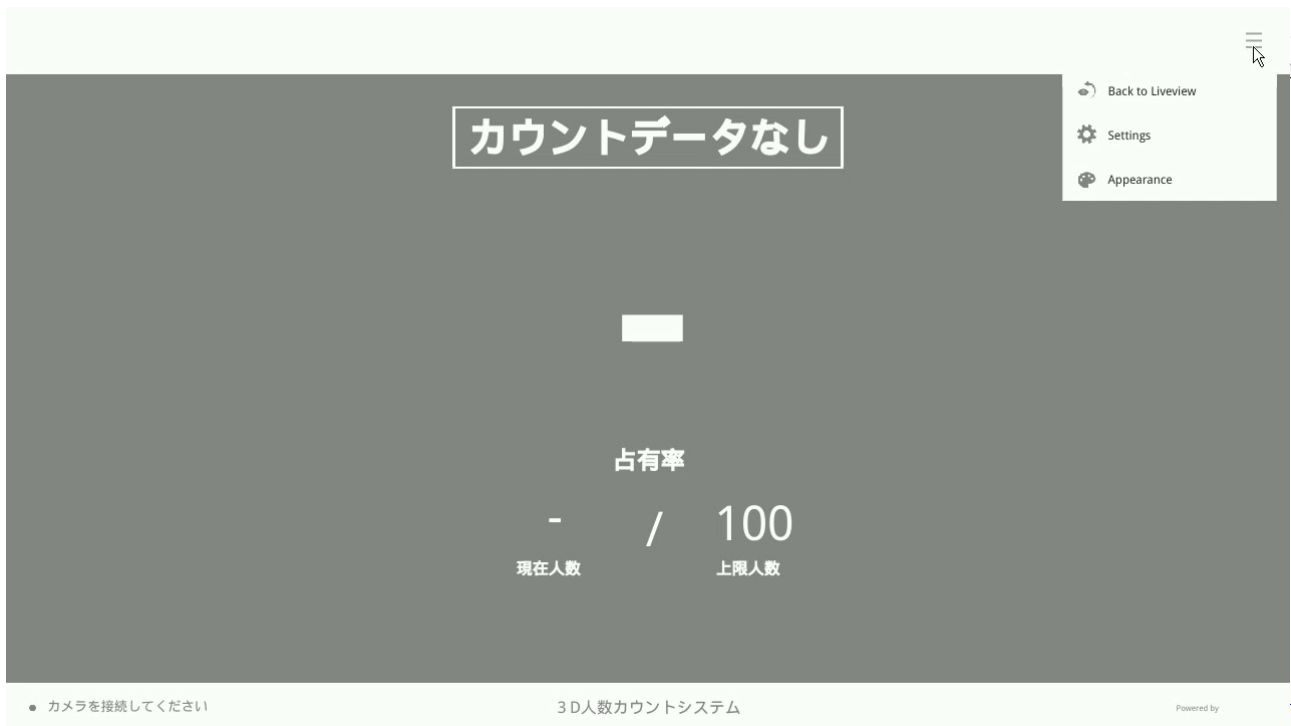 Back to Liveview
カウントデータなし
Settings
Appearance
-
占有率
- / 100
現在人数 上限人数
カメラを接続してください
3D人数カウントシステム
Powered by